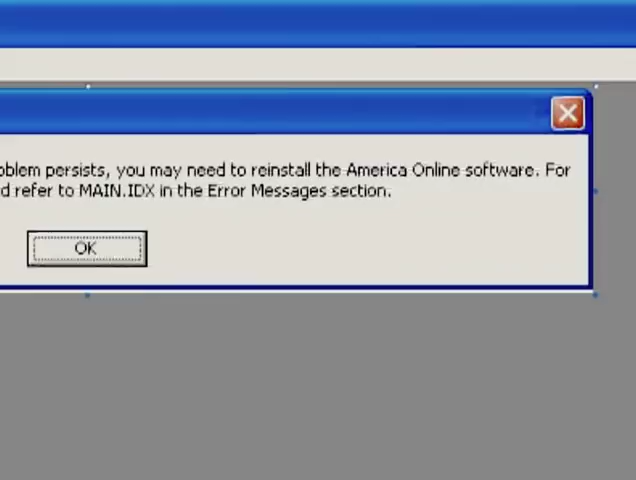 oblem persists, you may need to reinstall the America Online software. For
d refer to MAIN.IDX in the Error Messages section.
OK